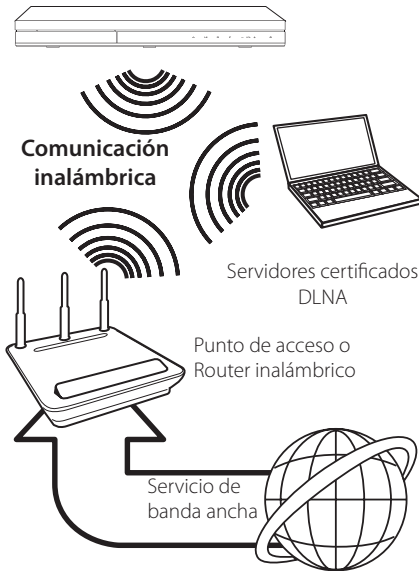 Comunicación
inalámbrica
Servidores certificados
DLNA
Punto de acceso o
Router inalámbrico
Servicio de
banda ancha